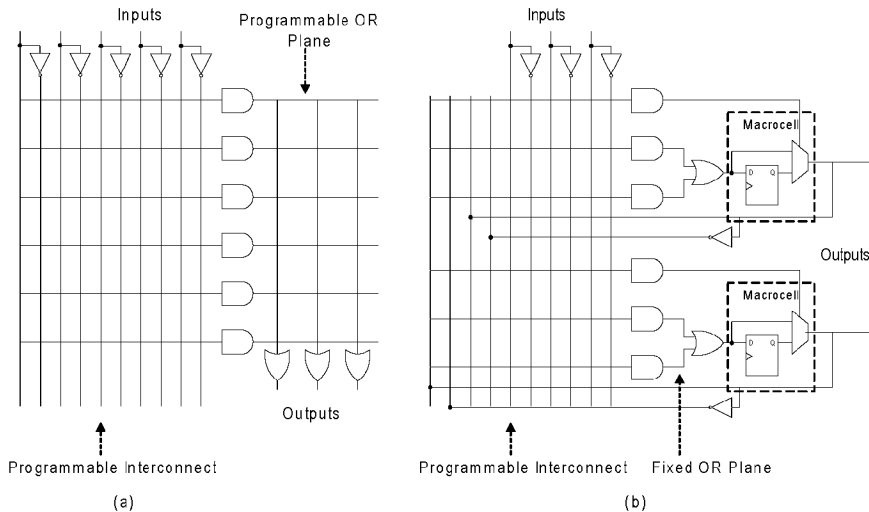 Inputs
Programmable OR
Plane
Outputs
Programmable Interconnect
(a)
Inputs
Macrocell
D Q
Outputs
Macrocell
D Q
Programmable Interconnect
Fixed OR Plane
(b)